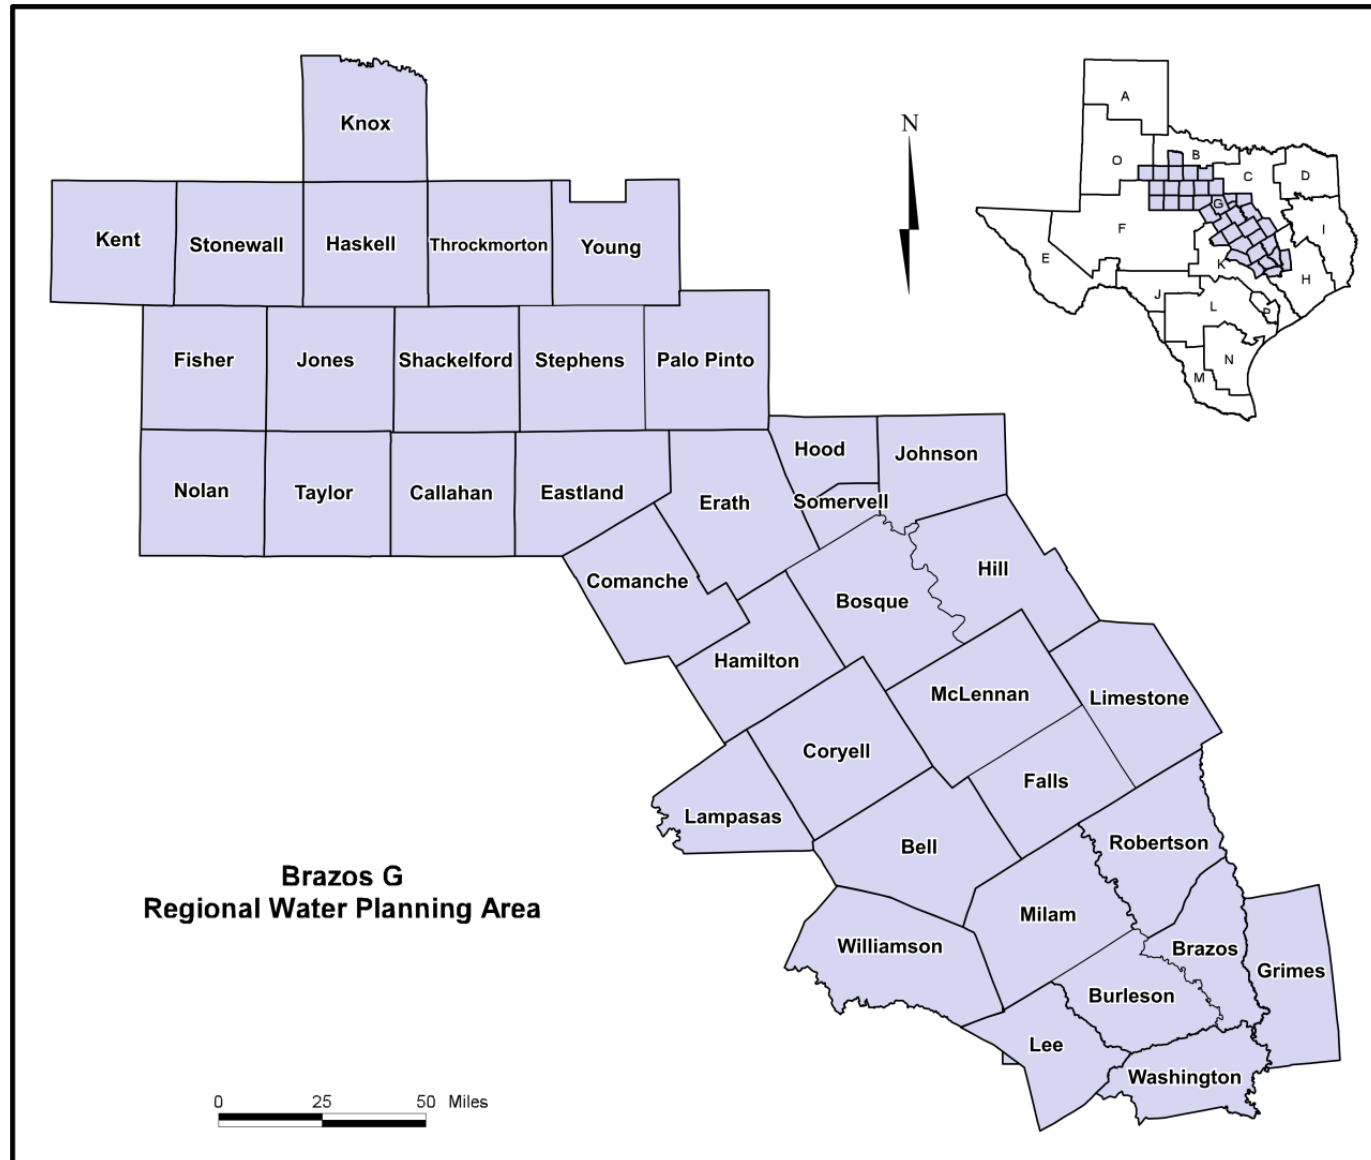 Knox
N
A
O
B
C
D
G
F
E
I
K
H
J
L
P
N
M
Kent
Stonewall
Haskell
Throckmorton
Young
Fisher
Jones
Shackelford
Stephens
Palo Pinto
Hood
Johnson
Nolan
Taylor
Callahan
Eastland
Erath
Somervell
Comanche
Bosque
Hill
Hamilton
McLennan
Limestone
Coryell
Falls
Lampasas
Bell
Robertson
Brazos G
Regional Water Planning Area
Milam
Williamson
Brazos
Grimes
Burleson
Lee
Washington
0 25 50 Miles